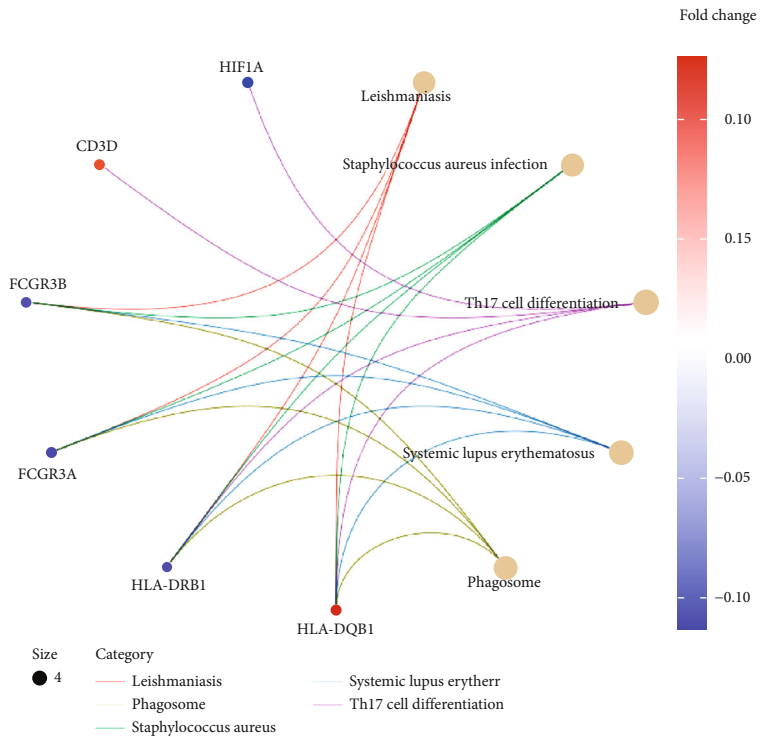 Fold change
HIF1A
Leishmaniasis
0.10
CD3D
Staphylococcus aureus infection
0.15
FCGR3B
Th17 cell differentiation
0.00
FCGR3A
Systemic lupus erythematosus
−0.05
HLA-DRB1
Phagosome
−0.10
HLA-DQB1
Size
Category
4
Leishmaniasis
Systemic lupus erytherr
Phagosome
Th17 cell differentiation
Staphylococcus aureus